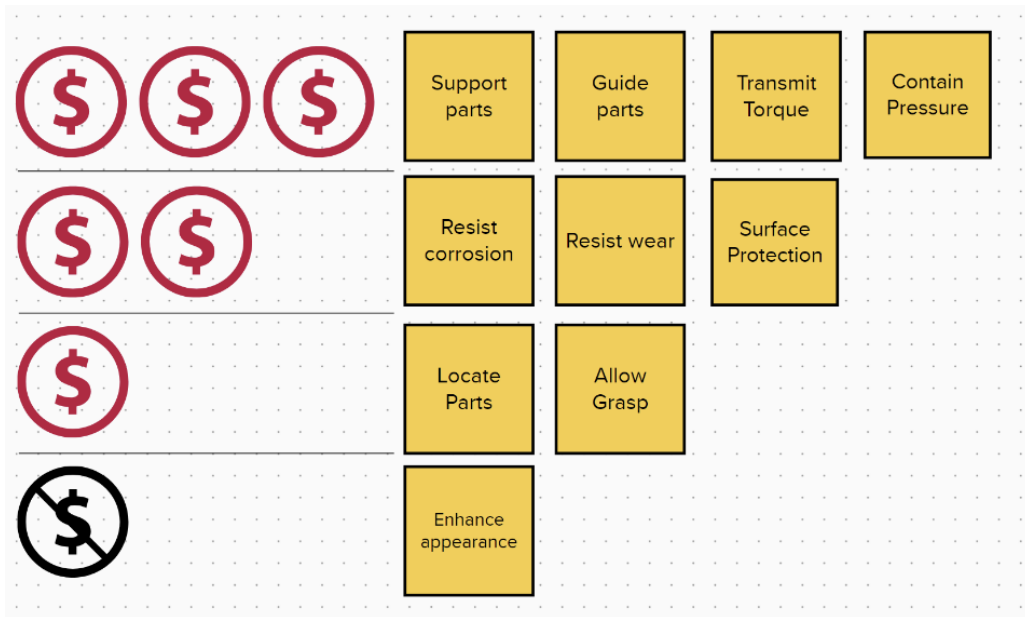 $ $ $
Support
parts
Guide
parts
Transmit
Torque
Contain
Pressure
$ $
Resist
corrosion
Resist wear
Surface
Protection
$
Locate
Parts
Allow
Grasp
$
Enhance
appearance